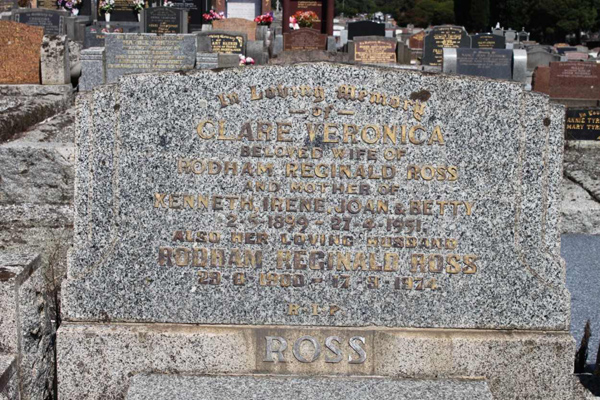 In Loving Memory
of
CLARE VERONICA
BELOVED WIFE OF
RODHAM REGINALD ROSS
AND MOTHER OF
KENNETH, IRENE, JOAN & BETTY
ALSO HER LOVING HUSBAND
RODHAM REGINALD ROSS
R·I·P
ROSS